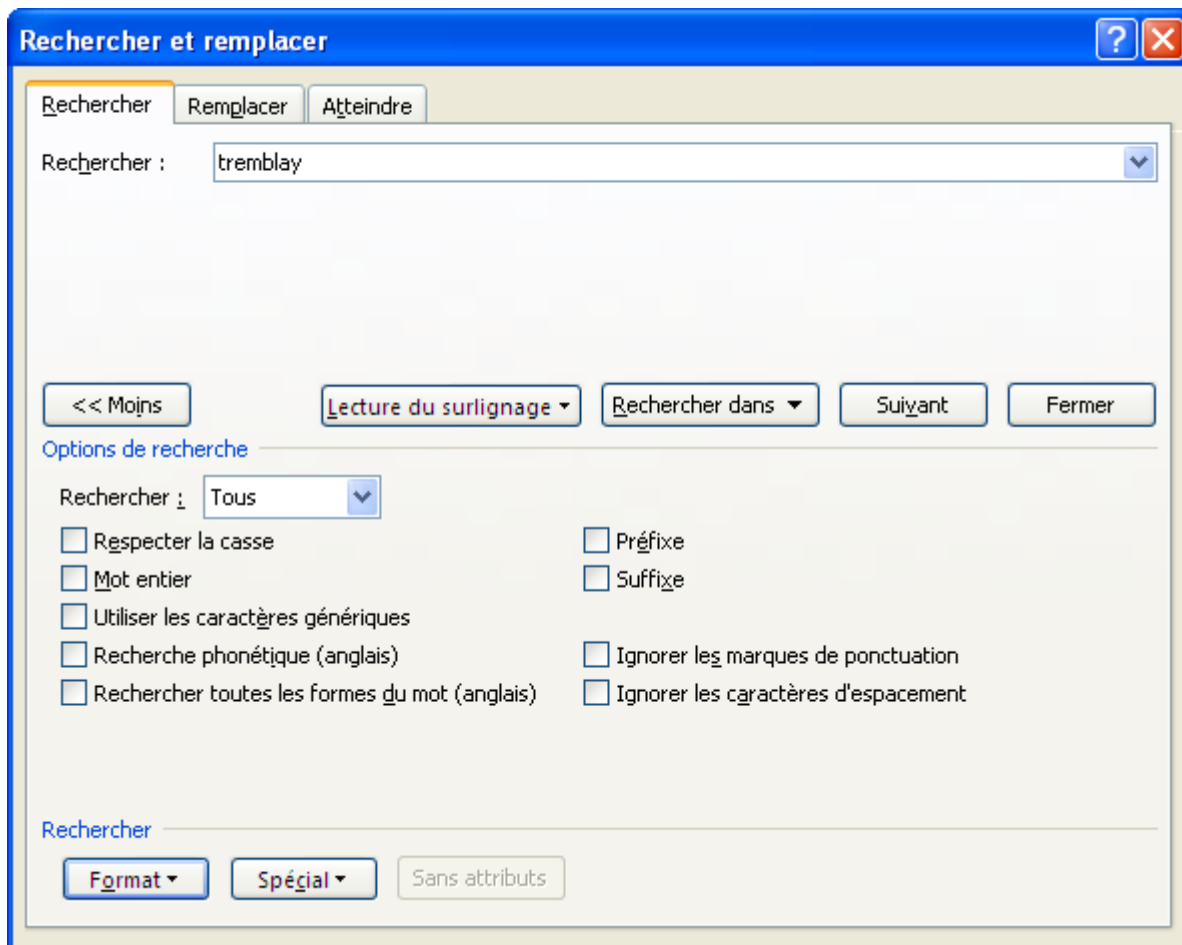 Rechercher et remplacer
Rechercher Remplacer Atteindre
Rechercher : tremblay
<< Moins Lecture du surlignage Rechercher dans Suivant Fermer
Options de recherche
Rechercher : Tous
Respecter la casse Préfixe
Mot entier Suffixe
Utiliser les caractères génériques
Recherche phonétique (anglais) Ignorer les marques de ponctuation
Rechercher toutes les formes du mot (anglais) Ignorer les caractères d'espacement
Rechercher
Format Spécial Sans attributs